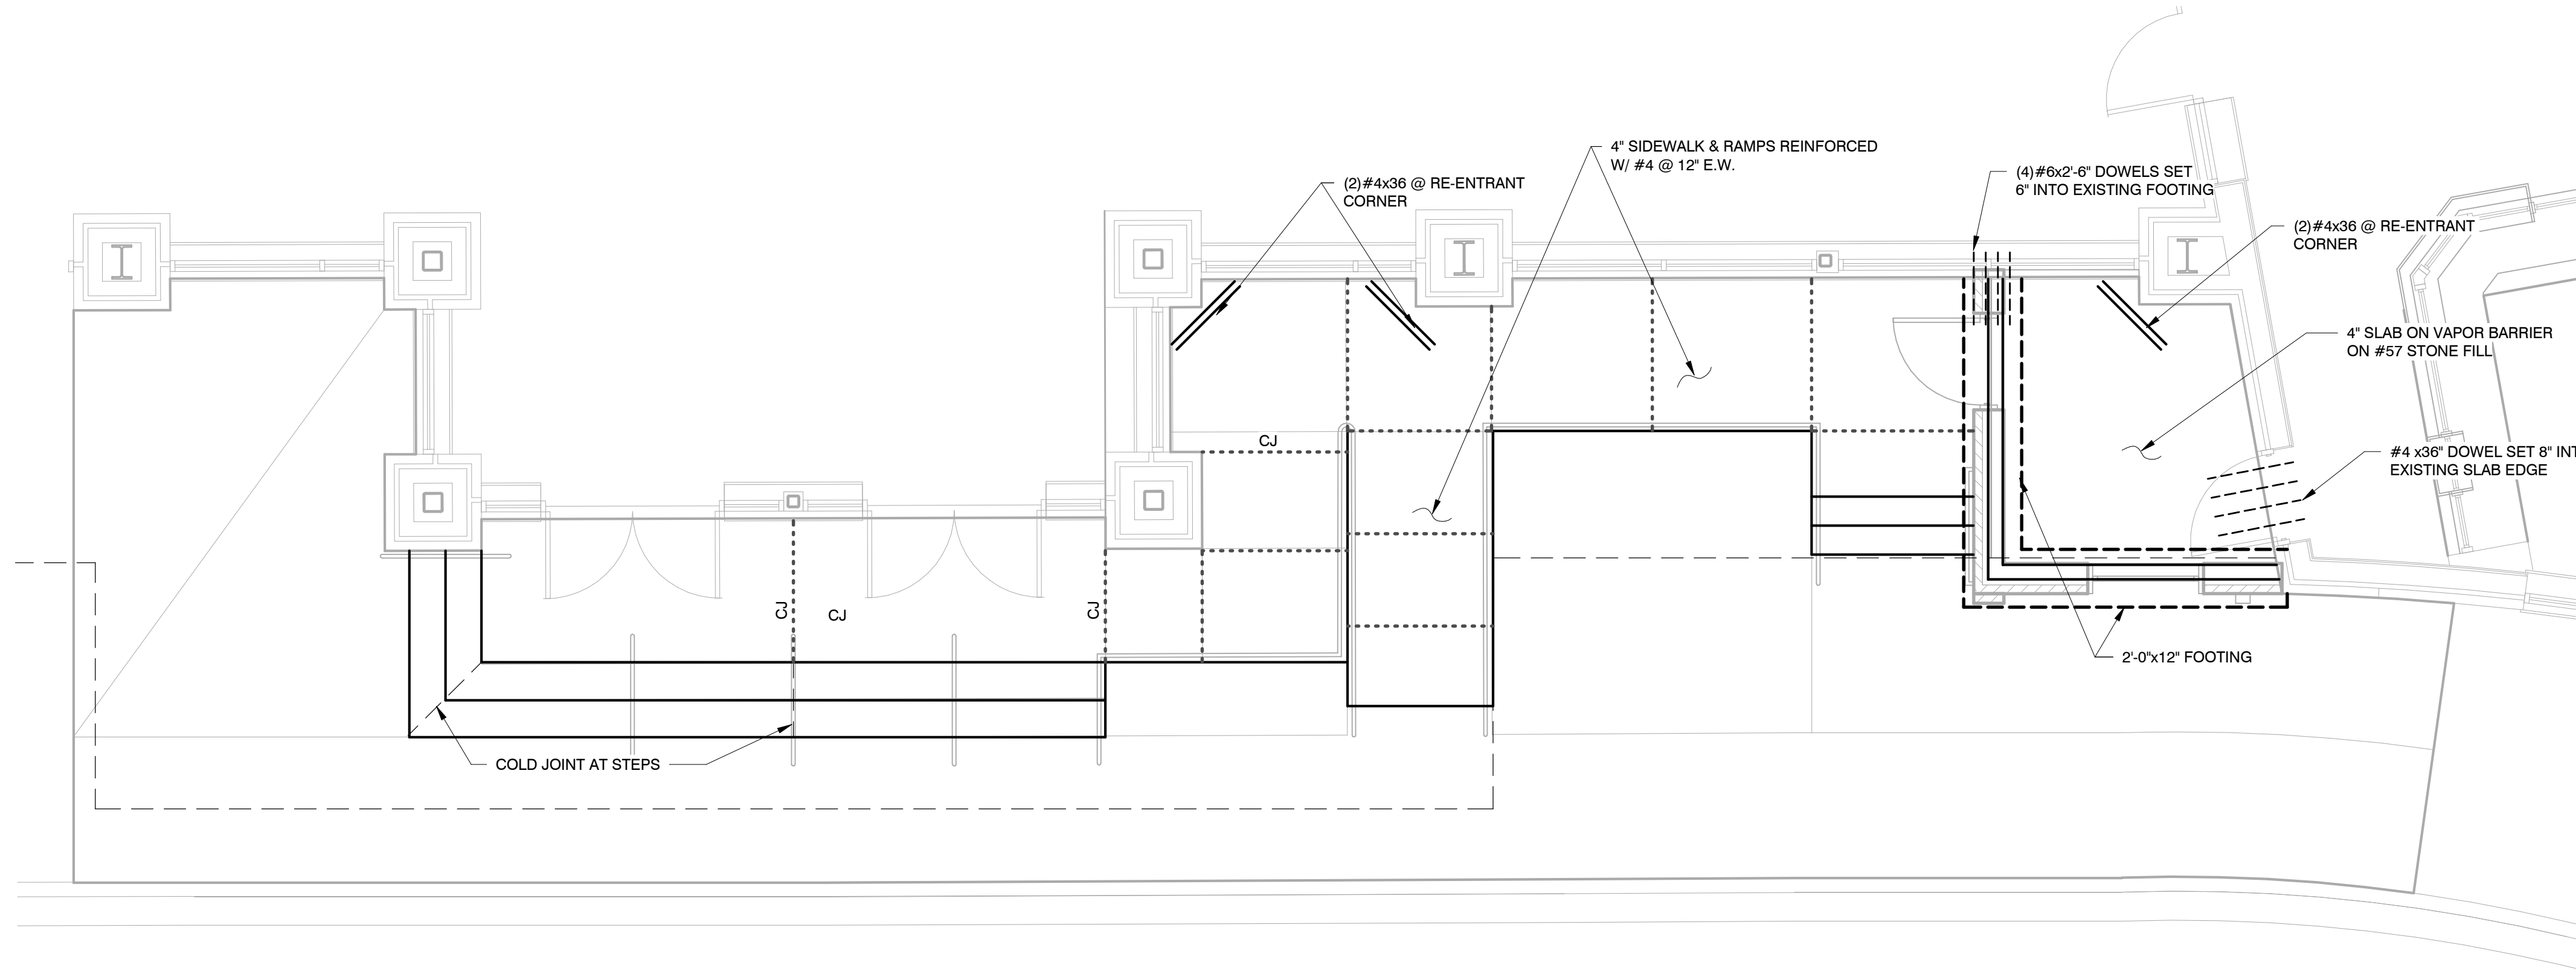 4" SIDEWALK & RAMPS REINFORCED
W/ #4 @ 12" E.W.
(2)#4x36 @ RE-ENTRANT
CORNER
(4)#6x2'-6" DOWELS SET
6" INTO EXISTING FOOTING
(2)#4x36 @ RE-ENTRANT
CORNER
4" SLAB ON VAPOR BARRIER
ON #57 STONE FILL
CJ
#4 x36" DOWEL SET 8" INT
EXISTING SLAB EDGE
CJ
CJ
CJ
2'-0"x12" FOOTING
COLD JOINT AT STEPS